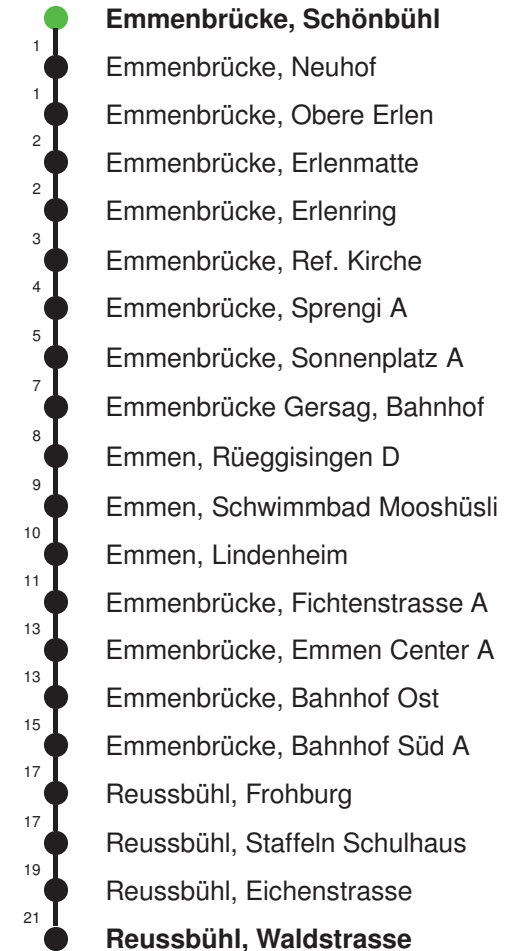 Emmenbrücke, Schönbühl
1
Emmenbrücke, Neuhof
1
Emmenbrücke, Obere Erlen
2
Emmenbrücke, Erlenmatte
2
Emmenbrücke, Erlenring
3
Emmenbrücke, Ref. Kirche
4
Emmenbrücke, Sprengi A
5
Emmenbrücke, Sonnenplatz A
7
Emmenbrücke Gersag, Bahnhof
8
Emmen, Rüeggisingen D
9
Emmen, Schwimmbad Mooshüsli
10
Emmen, Lindenheim
11
Emmenbrücke, Fichtenstrasse A
13
Emmenbrücke, Emmen Center A
13
Emmenbrücke, Bahnhof Ost
15
Emmenbrücke, Bahnhof Süd A
17
Reussbühl, Frohburg
17
Reussbühl, Staffeln Schulhaus
19
Reussbühl, Eichenstrasse
21
Reussbühl, Waldstrasse